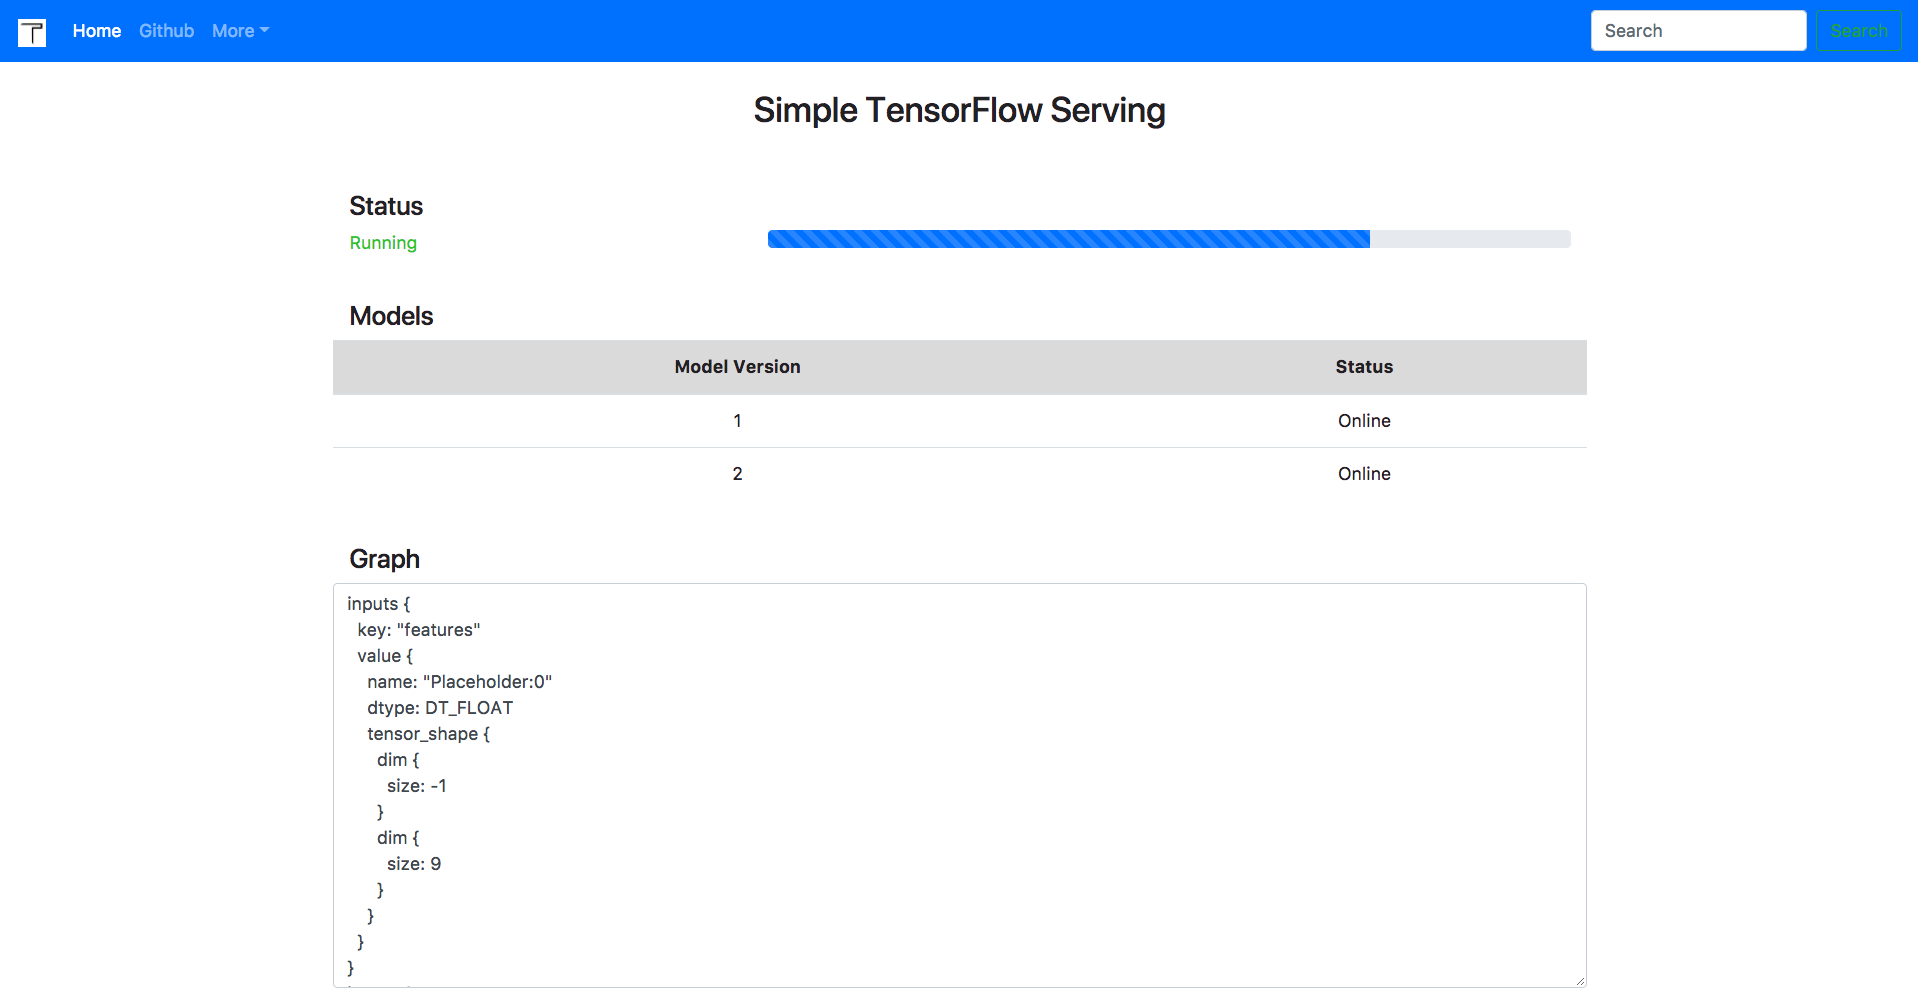 T Home Github More Search Search
Simple TensorFlow Serving
Status
Running
Models
Model Version Status
1 Online
2 Online
Graph
inputs {
key: "features"
value {
name: "Placeholder:0"
dtype: DT_FLOAT
tensor_shape {
dim {
size: -1
}
dim {
size: 9
}
}
}
}